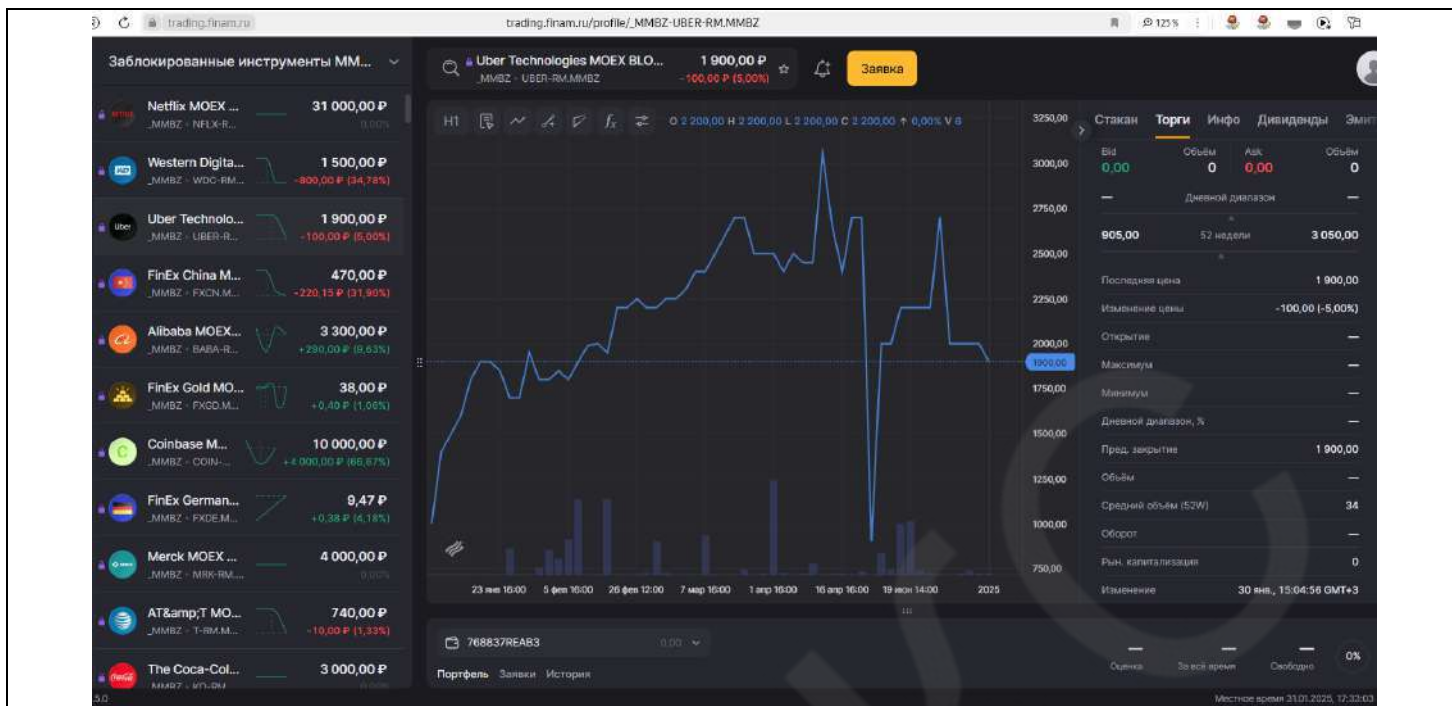 trading.finam.ru
trading.finam.ru/profile/_MMBZ-UBER-RM.MMBZ
125 %
Заблокированные инструменты ММ...
Uber Technologies MOEX BLO...
1 900,00 ₽
_MMBZ · UBER-RM.MMBZ
-100,00 ₽ (5,00%)
Заявка
Netflix MOEX ...
31 000,00 ₽
_MMBZ · NFLX-R...
0,00%
Western Digita...
1 500,00 ₽
_MMBZ · WDC-RM...
-800,00 ₽ (34,78%)
Uber
Uber Technolo...
1 900,00 ₽
_MMBZ · UBER-R...
-100,00 ₽ (5,00%)
FinEx China M...
470,00 ₽
_MMBZ · FXCN.M...
-220,15 ₽ (31,90%)
Alibaba MOEX...
3 300,00 ₽
_MMBZ · BABA-R...
+290,00 ₽ (9,63%)
FinEx Gold MO...
38,00 ₽
_MMBZ · FXGD.M...
+0,40 ₽ (1,06%)
Coinbase M...
10 000,00 ₽
_MMBZ · COIN-...
+4 000,00 ₽ (66,67%)
FinEx German...
9,47 ₽
_MMBZ · FXDE.M...
+0,38 ₽ (4,18%)
Merck MOEX ...
4 000,00 ₽
_MMBZ · MRK-RM....
0,00%
AT&amp;T MO...
740,00 ₽
_MMBZ · T-RM.M...
-10,00 ₽ (1,33%)
The Coca-Col...
3 000,00 ₽
5.0
H1
O 2 200,00 H 2 200,00 L 2 200,00 C 2 200,00 0,00% V 8
3250,00
3000,00
2750,00
2500,00
2250,00
2000,00
1900,00
1750,00
1500,00
1250,00
1000,00
750,00
23 янв 16:00
5 фев 16:00
26 фев 12:00
7 мар 16:00
1 апр 16:00
16 апр 16:00
19 июн 14:00
2025
768837REAB3
0,00
Портфель Заявки История
Стакан Торги Инфо Дивиденды Эмит
Bid Объём Ask Объём
0,00 0 0,00 0
— Дневной диапазон —
905,00 52 недели 3 050,00
Последняя цена 1 900,00
Изменение цены -100,00 (-5,00%)
Открытие —
Максимум —
Минимум —
Дневной диапазон, % —
Пред. закрытие 1 900,00
Объём —
Средний объём (52W) 34
Оборот —
Рын. капитализация 0
Изменение 30 янв., 15:04:56 GMT+3
— — —
Оценка За всё время Свободно
0%
Местное время 31.01.2025, 17:33:03